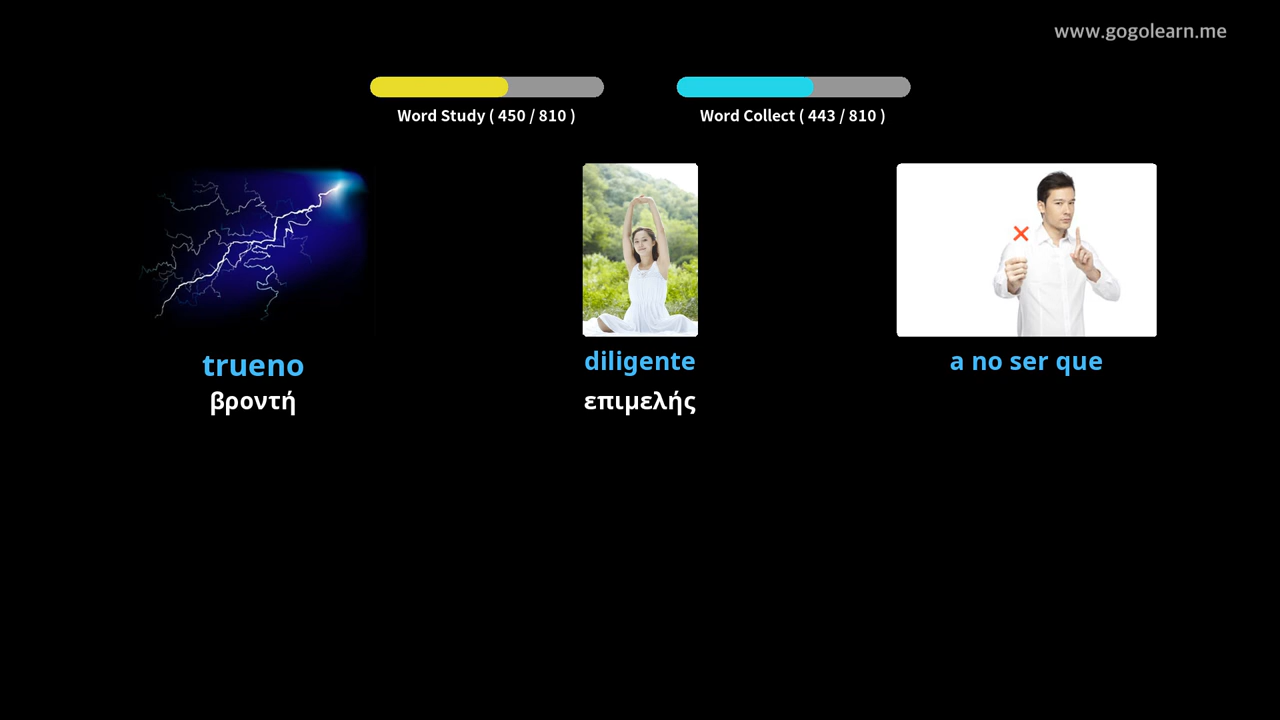 www.gogolearn.me
Word Study ( 450 / 810 )
Word Collect ( 443 / 810 )
trueno
diligente
a no ser que
βροντή
επιμελής